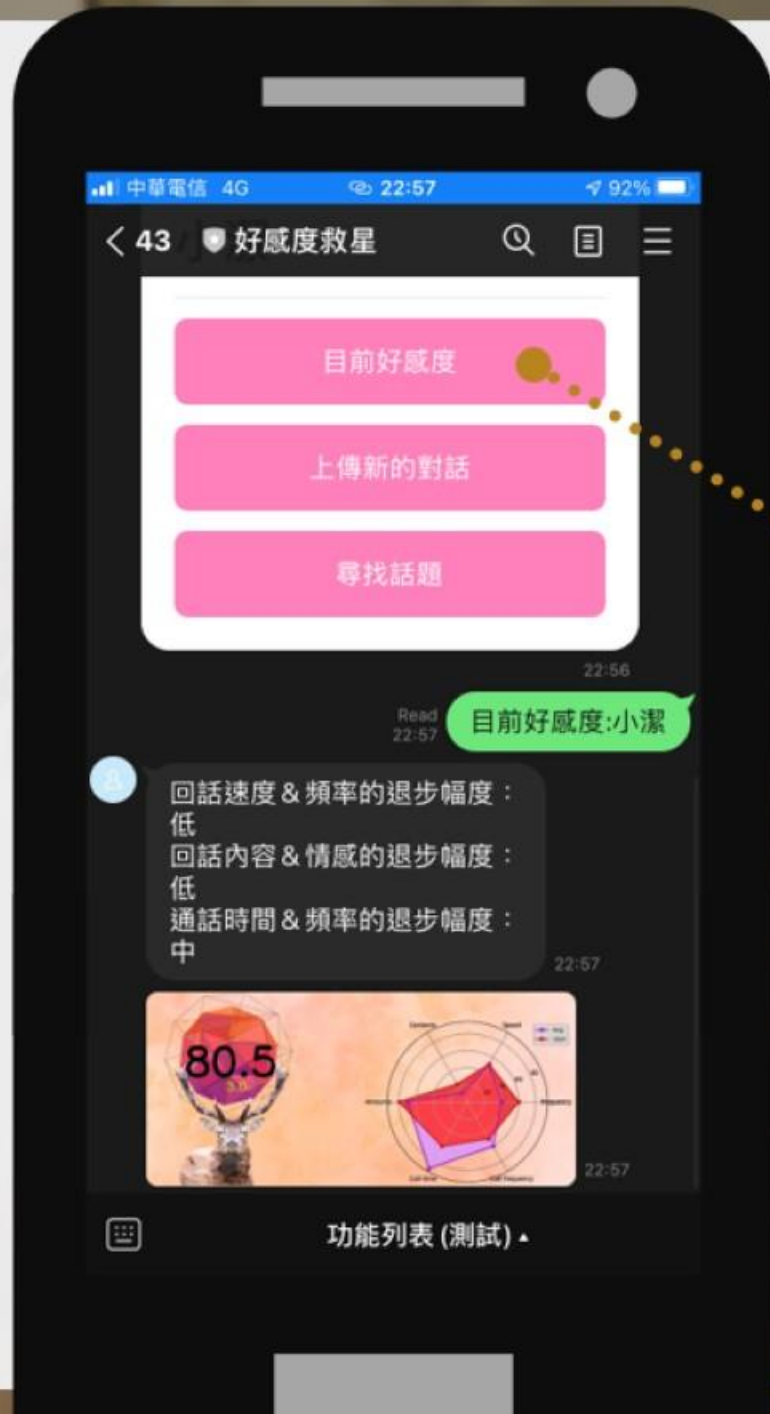 中華電信 4G 22:57 92%
43 好感度救星
目前好感度
上傳新的對話
尋找話題
22:56
Read
22:57
目前好感度:小潔
回話速度&頻率的退步幅度：
低
回話內容&情感的退步幅度：
低
通話時間&頻率的退步幅度：
中
22:57
80.5
3.5
Speed
22:57
功能列表 (測試)